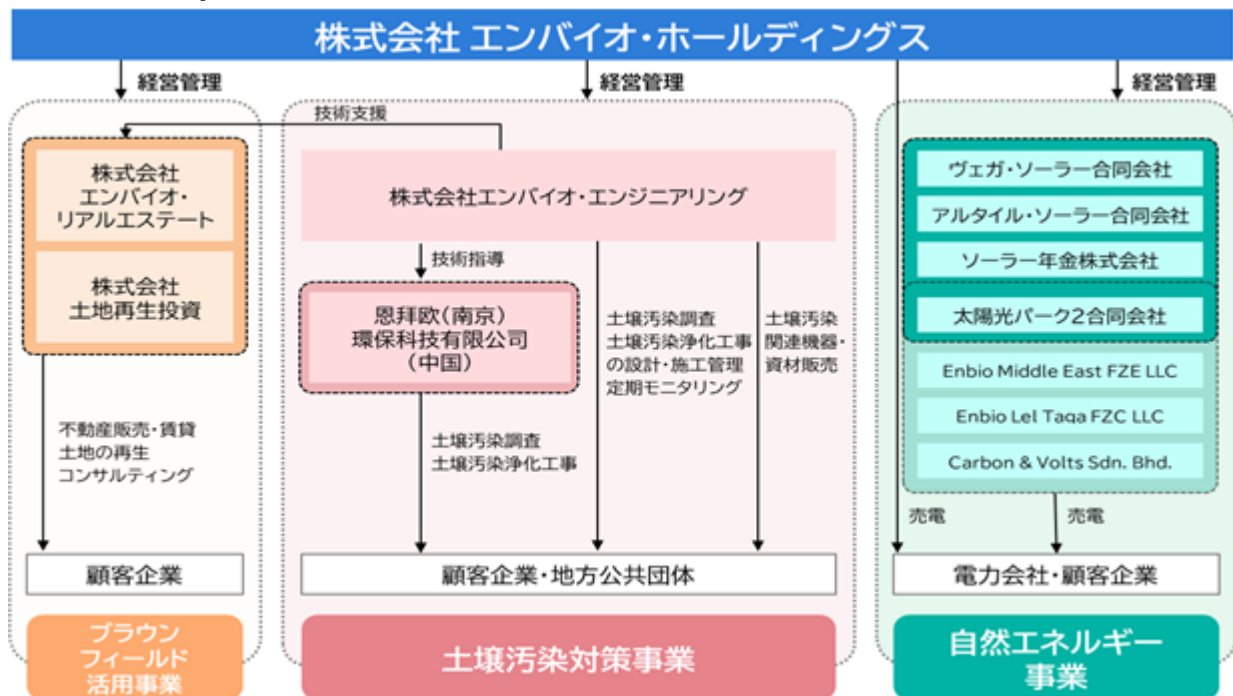 株式会社 エンバイオ・ホールディングス
経営管理
経営管理
経営管理
技術支援
株式会社
エンバイオ・
リアルエステート
株式会社
土地再生投資
不動産販売・賃貸
土地の再生
コンサルティング
顧客企業
ブラウン
フィールド
活用事業
株式会社エンバイオ・エンジニアリング
技術指導
恩拜欧(南京)
環保科技有限公司
(中国)
土壌汚染調査
土壌汚染浄化工事
土壌汚染調査
土壌汚染浄化工事
の設計・施工管理
定期モニタリング
土壌汚染
関連機器・
資材販売
顧客企業・地方公共団体
土壌汚染対策事業
ヴェガ・ソーラー合同会社
アルタイル・ソーラー合同会社
ソーラー年金株式会社
太陽光パーク2合同会社
Enbio Middle East FZE LLC
Enbio Lel Taqa FZC LLC
Carbon & Volts Sdn. Bhd.
売電
売電
電力会社・顧客企業
自然エネルギー
事業